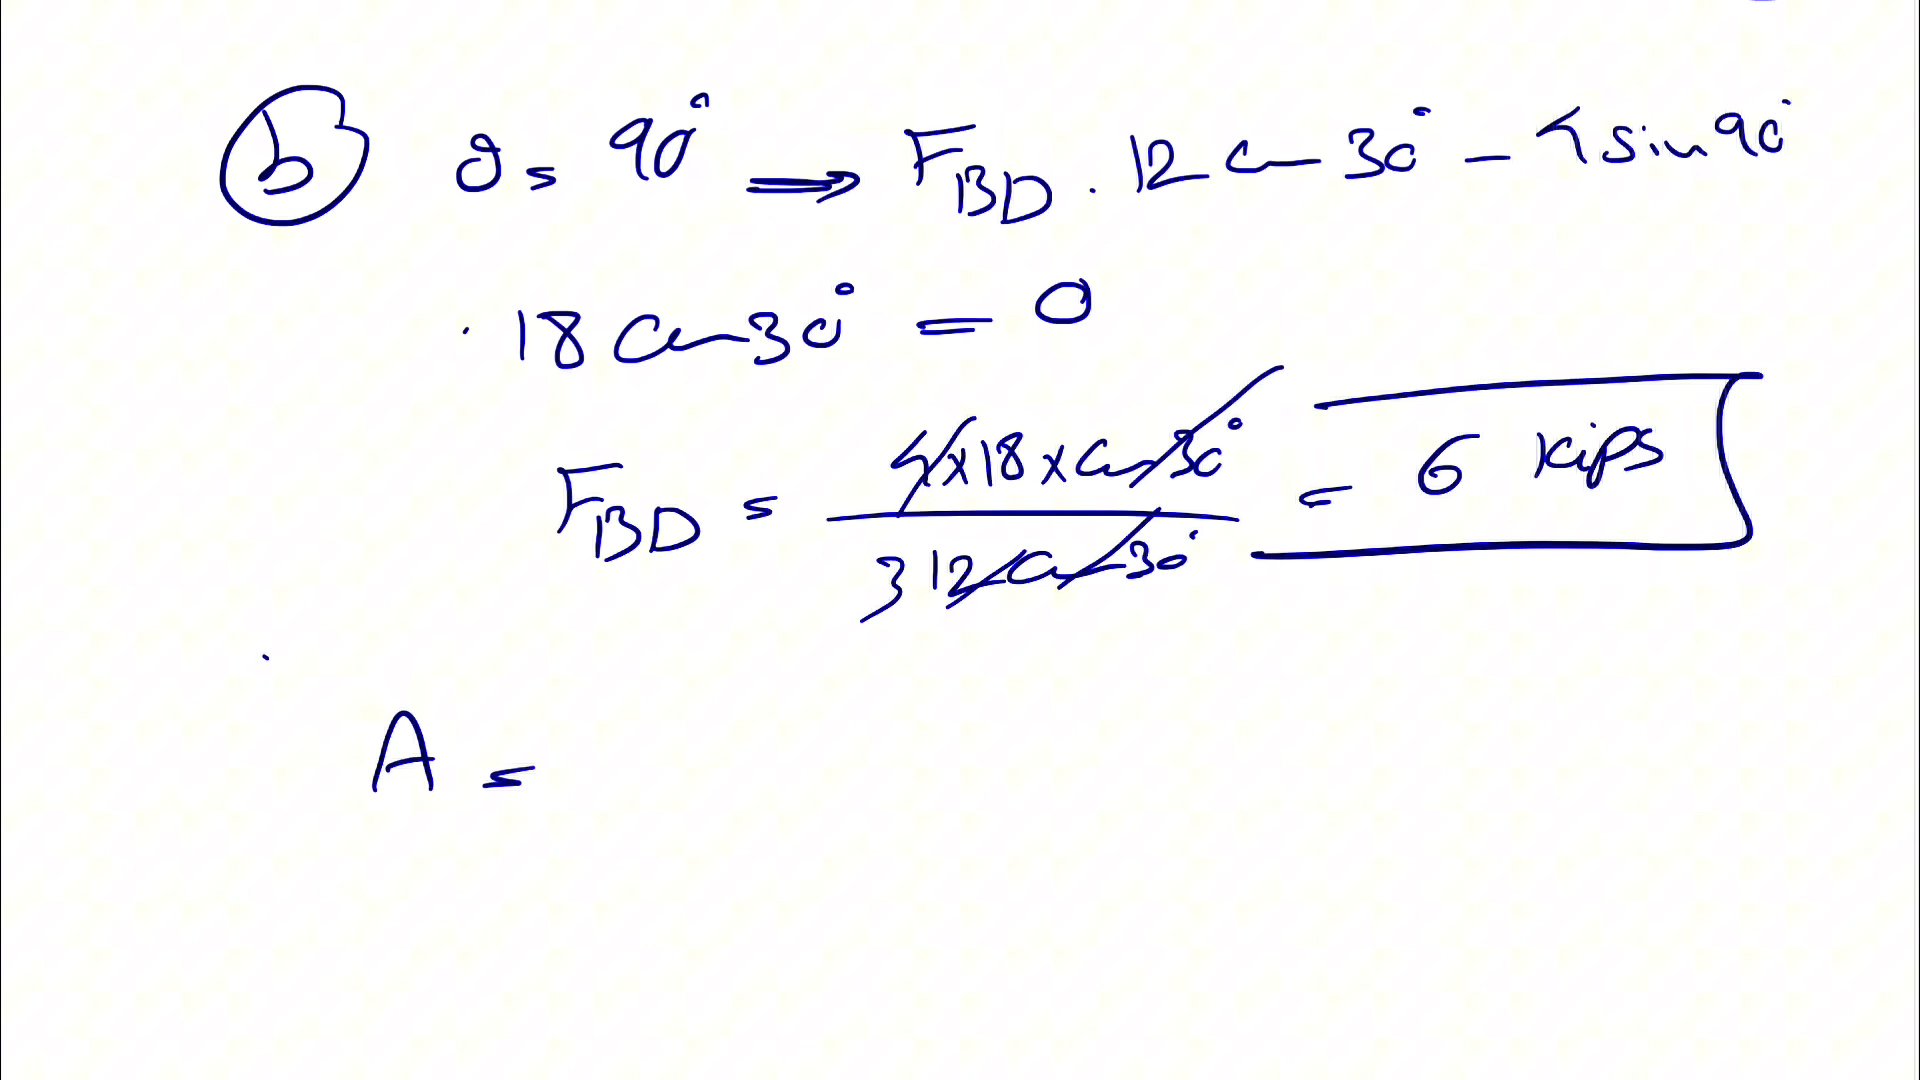 b θ = 90° ⟹ F_BD . 12 cos 30° - 4 sin 90°
. 18 cos 30° = 0
F_BD = (4 x 18 x cos 30°) / (3 12 cos 30°) = 6 kips
A =